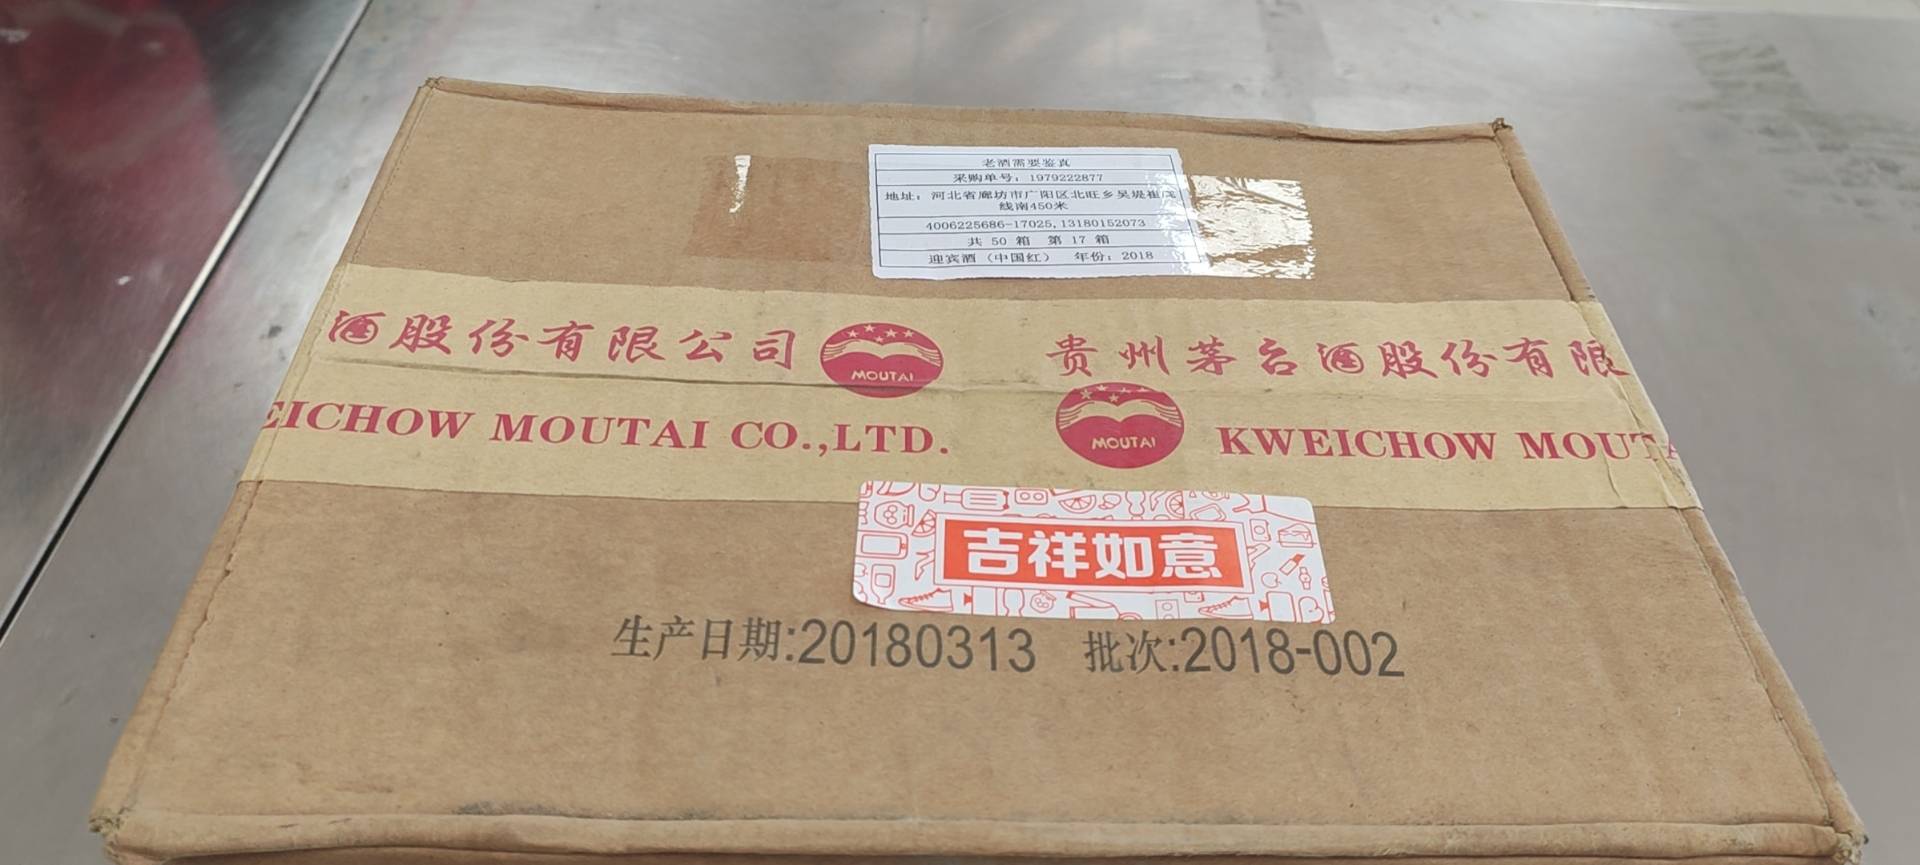 老酒需要鉴真
采购单号：1979222877
地址：河北省廊坊市广阳区北旺乡吴堤崔茂
线南450米
4006225686-17025,13180152073
共 50 箱 第 17 箱
迎宾酒（中国红） 年份：2018
酒股份有限公司 MOUTAI 贵州茅台酒股份有限
EICHOW MOUTAI CO.,LTD. MOUTAI KWEICHOW MOUTA
吉祥如意
生产日期:20180313 批次:2018-002